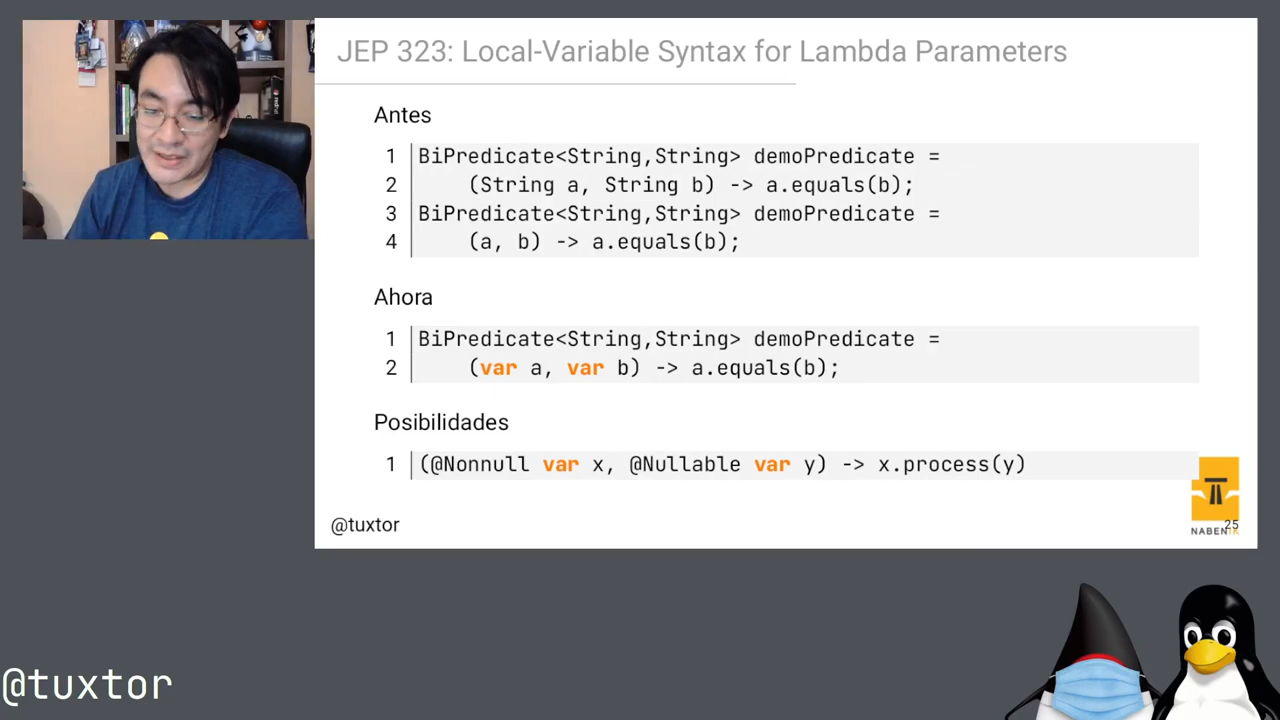 JEP 323: Local-Variable Syntax for Lambda Parameters
Antes
1 BiPredicate<String,String> demoPredicate =
2 (String a, String b) -> a.equals(b);
3 BiPredicate<String,String> demoPredicate =
4 (a, b) -> a.equals(b);
Ahora
1 BiPredicate<String,String> demoPredicate =
2 (var a, var b) -> a.equals(b);
Posibilidades
1 (@Nonnull var x, @Nullable var y) -> x.process(y)
@tuxtor
25
NABENIK
@tuxtor